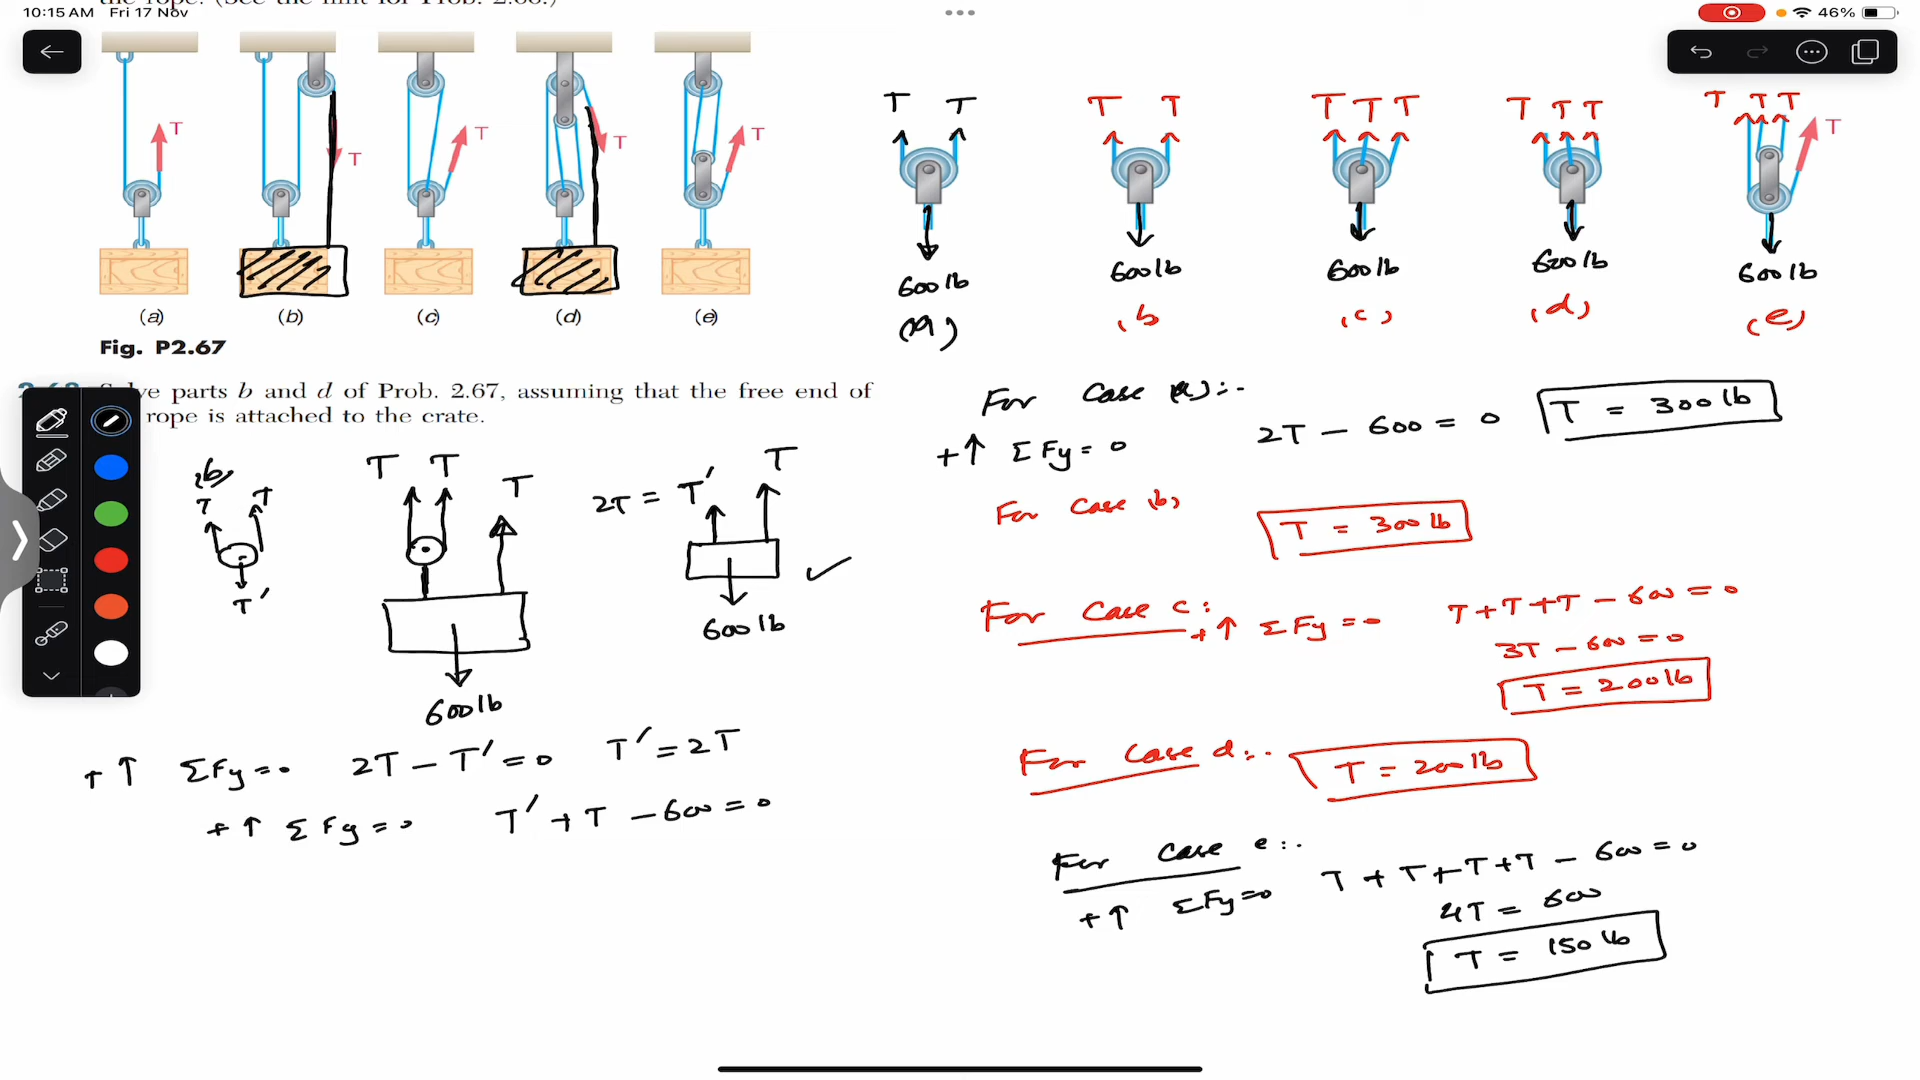 10:15 AM Fri 17 Nov
46%
T
T
T
T
T
(a)
(b)
(c)
(d)
(e)
Fig. P2.67
ve parts b and d of Prob. 2.67, assuming that the free end of
rope is attached to the crate.
T T
600 lb
(a)
T T
600 lb
(b
T T T
600 lb
(c)
T T T
600 lb
(d)
T T T
T
600 lb
(e)
(b)
T T
T'
T T T
600 lb
2T = T' T
600 lb
+↑ ΣFy=0 2T − T' = 0 T' = 2T
+↑ ΣFy=0 T' + T − 600 = 0
For Case (a):-
+↑ ΣFy=0 2T − 600 = 0 T = 300 lb
For Case (b)
T = 300 lb
For Case c:
+↑ ΣFy=0 T+T+T − 600 = 0
3T − 600 = 0
T = 200 lb
For Case d:-
T = 200 lb
For Case e:-
+↑ ΣFy=0 T + T + T + T − 600 = 0
4T = 600
T = 150 lb